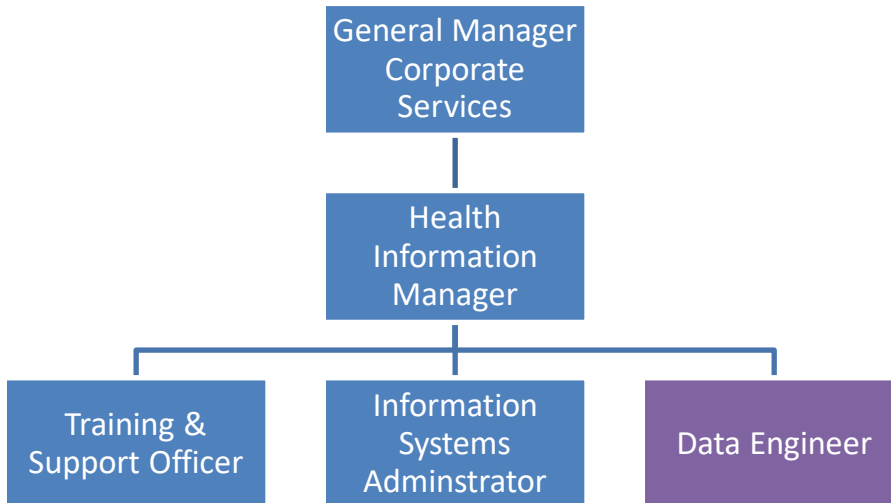 General Manager
Corporate
Services
Health
Information
Manager
Training &
Support Officer
Information
Systems
Adminstrator
Data Engineer